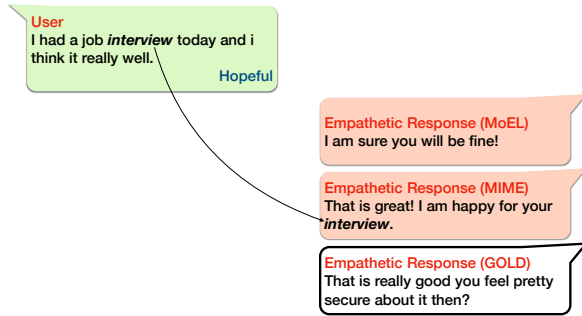 User
I had a job interview today and i
think it really well.
Hopeful
Empathetic Response (MoEL)
I am sure you will be fine!
Empathetic Response (MIME)
That is great! I am happy for your
interview.
Empathetic Response (GOLD)
That is really good you feel pretty
secure about it then?